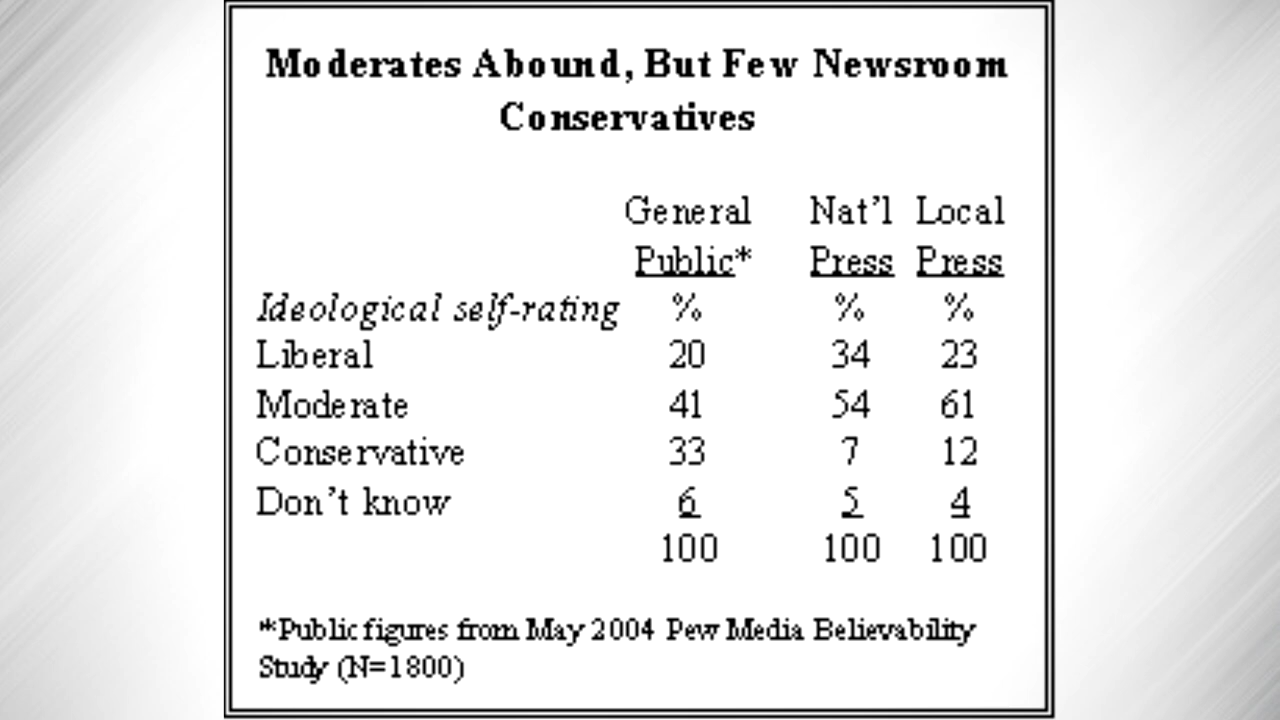 Moderates Abound, But Few Newsroom
Conservatives
General Nat’l Local
Public* Press Press
Ideological self-rating % % %
Liberal 20 34 23
Moderate 41 54 61
Conservative 33 7 12
Don’t know 6 5 4
100 100 100
*Public figures from May 2004 Pew Media Believability
Study (N=1800)